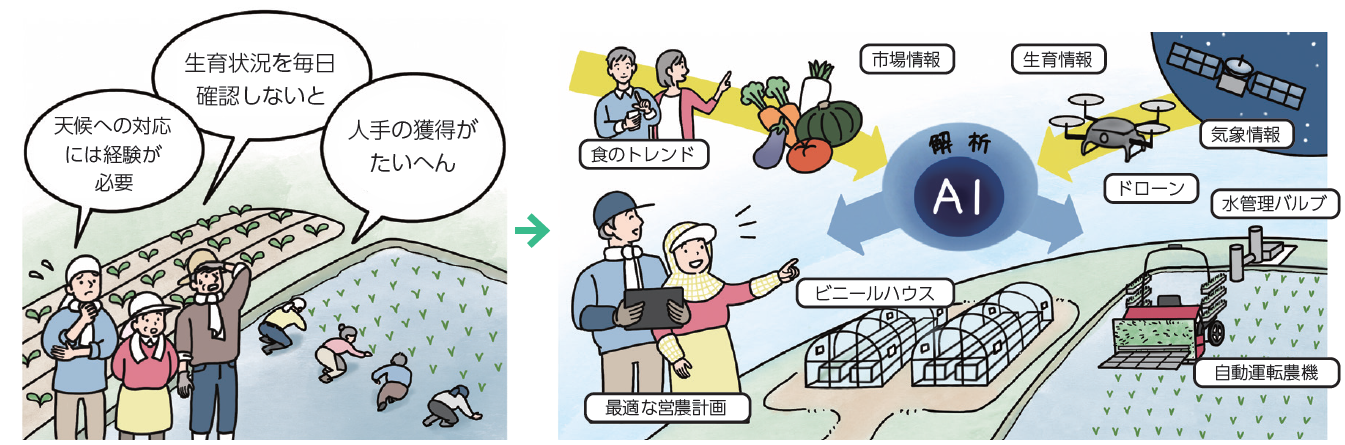 天候への対応
には経験が
必要
生育状況を毎日
確認しないと
人手の獲得が
たいへん
食のトレンド
市場情報
生育情報
気象情報
解析
AI
ドローン
水管理バルブ
ビニールハウス
自動運転農機
最適な営農計画